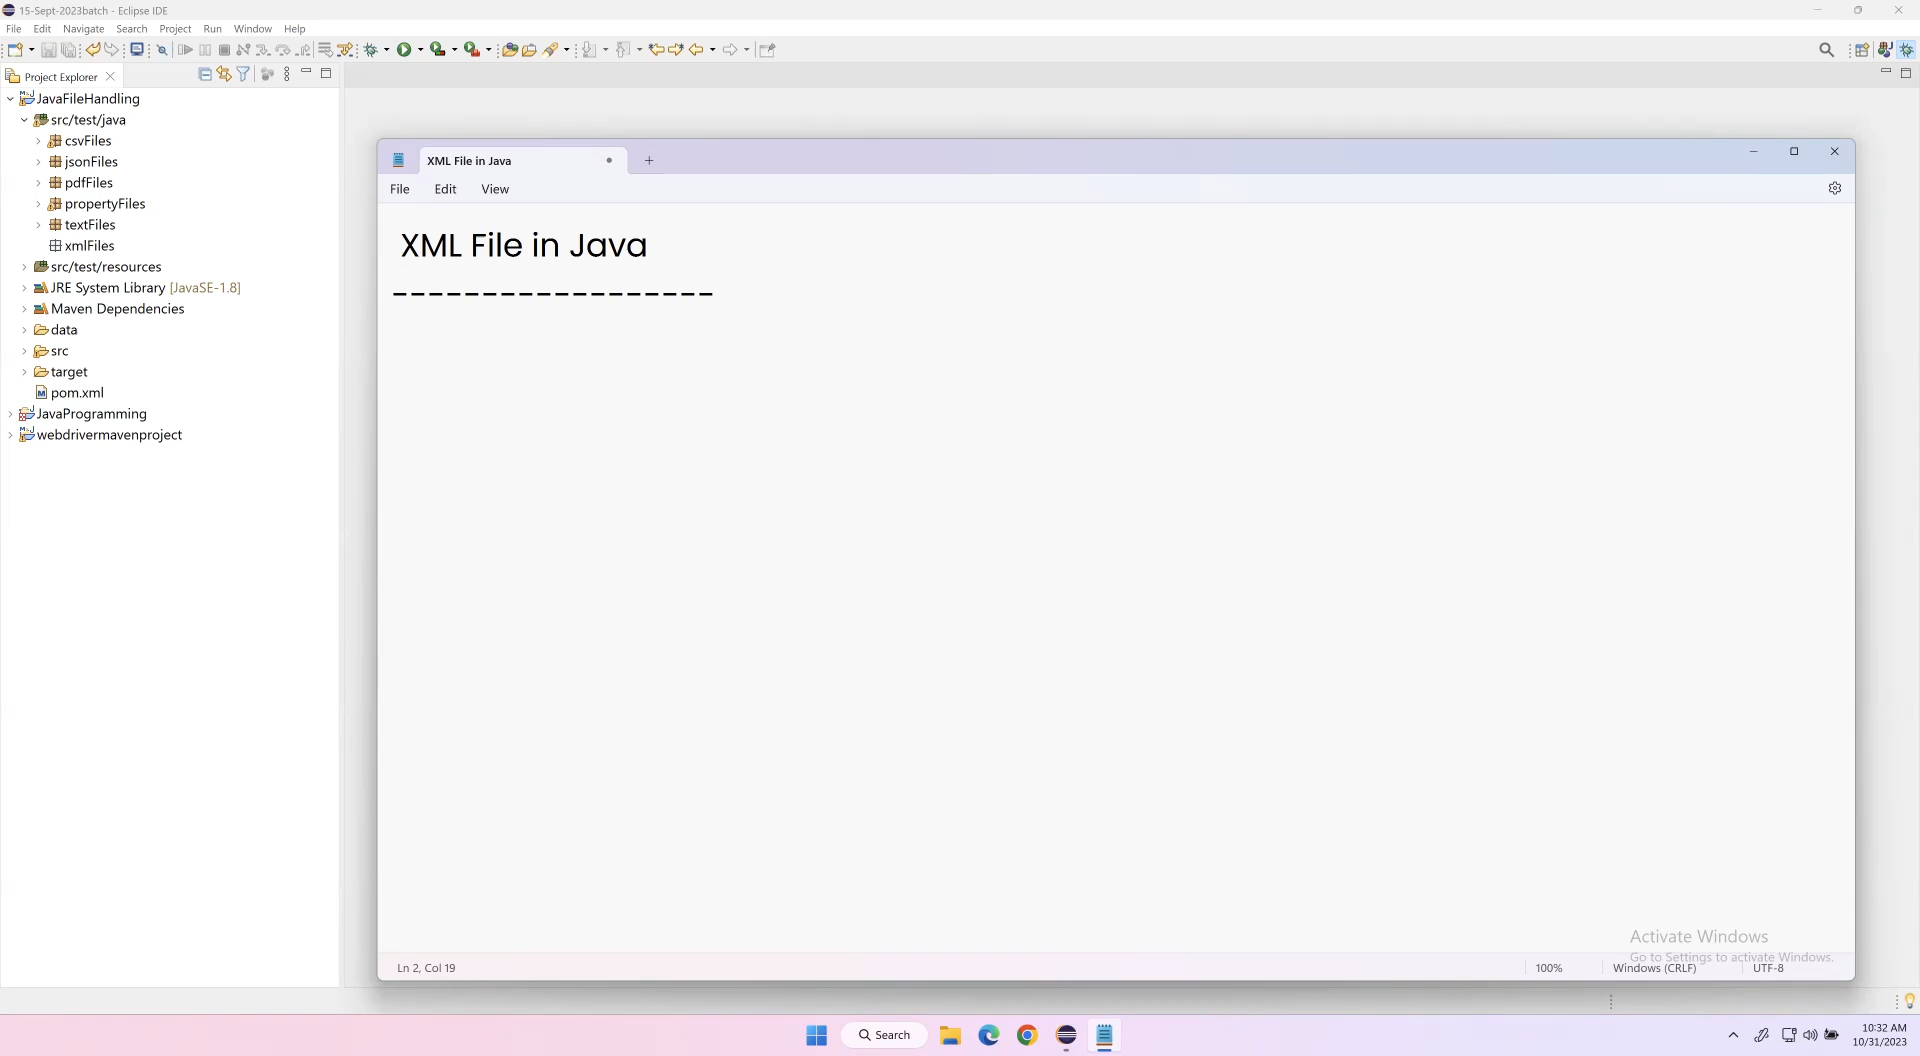 15-Sept-2023batch - Eclipse IDE
File Edit Navigate Search Project Run Window Help
Project Explorer
JavaFileHandling
src/test/java
csvFiles
jsonFiles
pdfFiles
propertyFiles
textFiles
xmlFiles
src/test/resources
JRE System Library [JavaSE-1.8]
Maven Dependencies
data
src
target
pom.xml
JavaProgramming
webdrivermavenproject
XML File in Java
File Edit View
XML File in Java
------------------
Activate Windows
Go to Settings to activate Windows.
Ln 2, Col 19 100% Windows (CRLF) UTF-8
Search
10:32 AM
10/31/2023